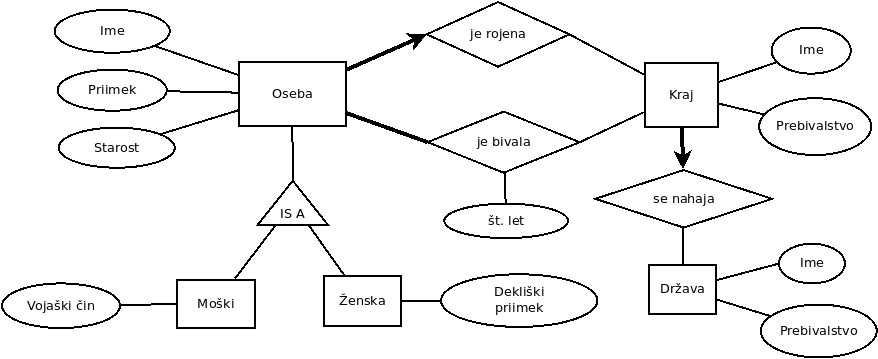 Ime
je rojena
Ime
Priimek
Oseba
Kraj
Prebivalstvo
Starost
je bivala
se nahaja
IS A
št. let
Ime
Vojaški čin
Moški
Ženska
Dekliški
priimek
Država
Prebivalstvo